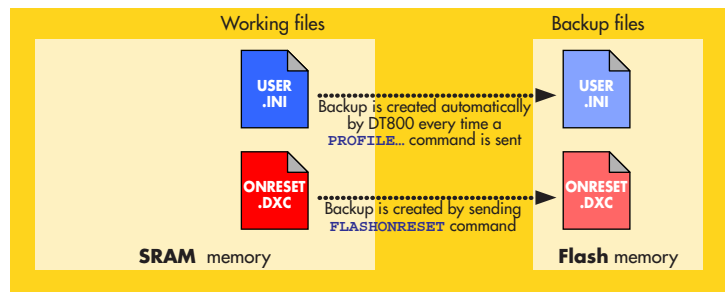 Working files
Backup files
USER
.INI
USER
.INI
Backup is created automatically
by DT800 every time a
PROFILE… command is sent
ONRESET
.DXC
ONRESET
.DXC
Backup is created by sending
FLASHONRESET command
SRAM memory
Flash memory